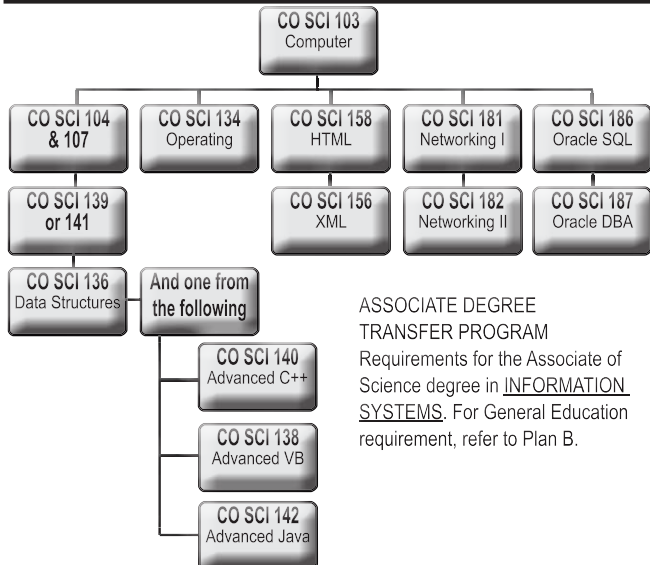 CO SCI 103
Computer
CO SCI 104
& 107
CO SCI 134
Operating
CO SCI 158
HTML
CO SCI 181
Networking I
CO SCI 186
Oracle SQL
CO SCI 139
or 141
CO SCI 156
XML
CO SCI 182
Networking II
CO SCI 187
Oracle DBA
CO SCI 136
Data Structures
And one from
the following
CO SCI 140
Advanced C++
CO SCI 138
Advanced VB
CO SCI 142
Advanced Java
ASSOCIATE DEGREE
TRANSFER PROGRAM
Requirements for the Associate of
Science degree in INFORMATION
SYSTEMS. For General Education
requirement, refer to Plan B.